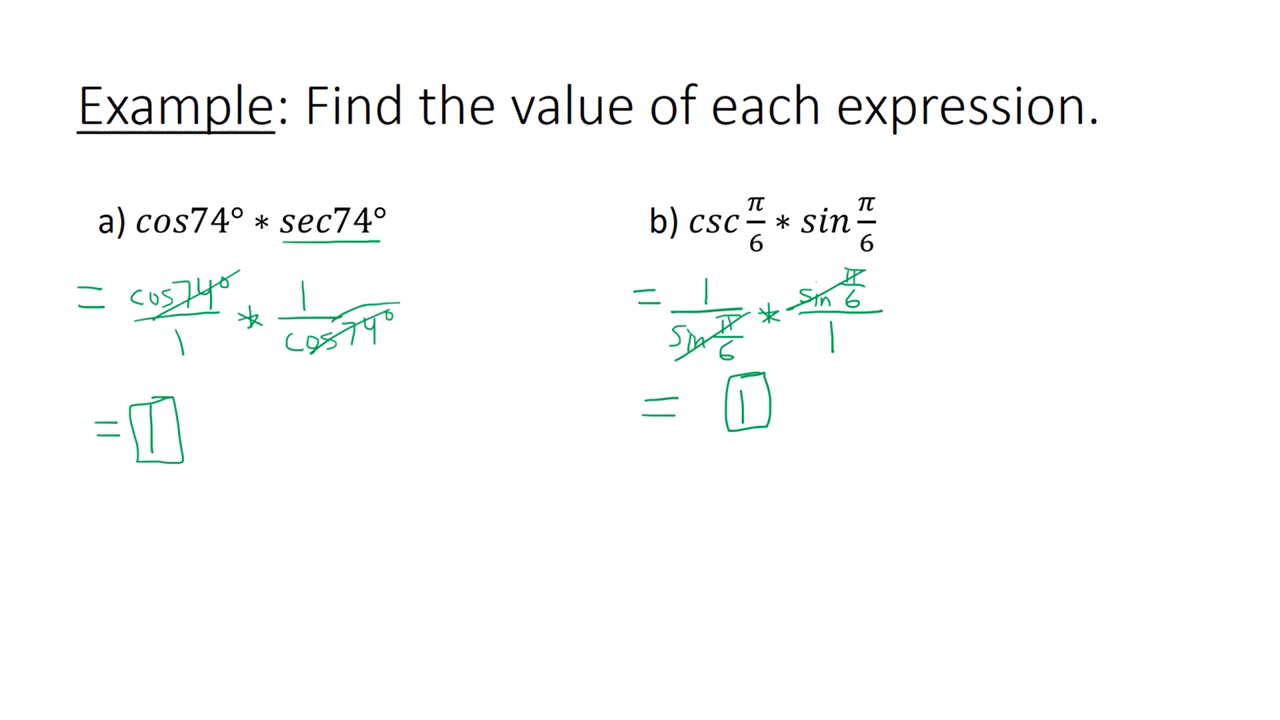 Example: Find the value of each expression.
a) cos74° * sec74°
= cos74°/1 * 1/cos74°
= 1
b) csc π/6 * sin π/6
= 1/sin π/6 * sin π/6/1
= 1